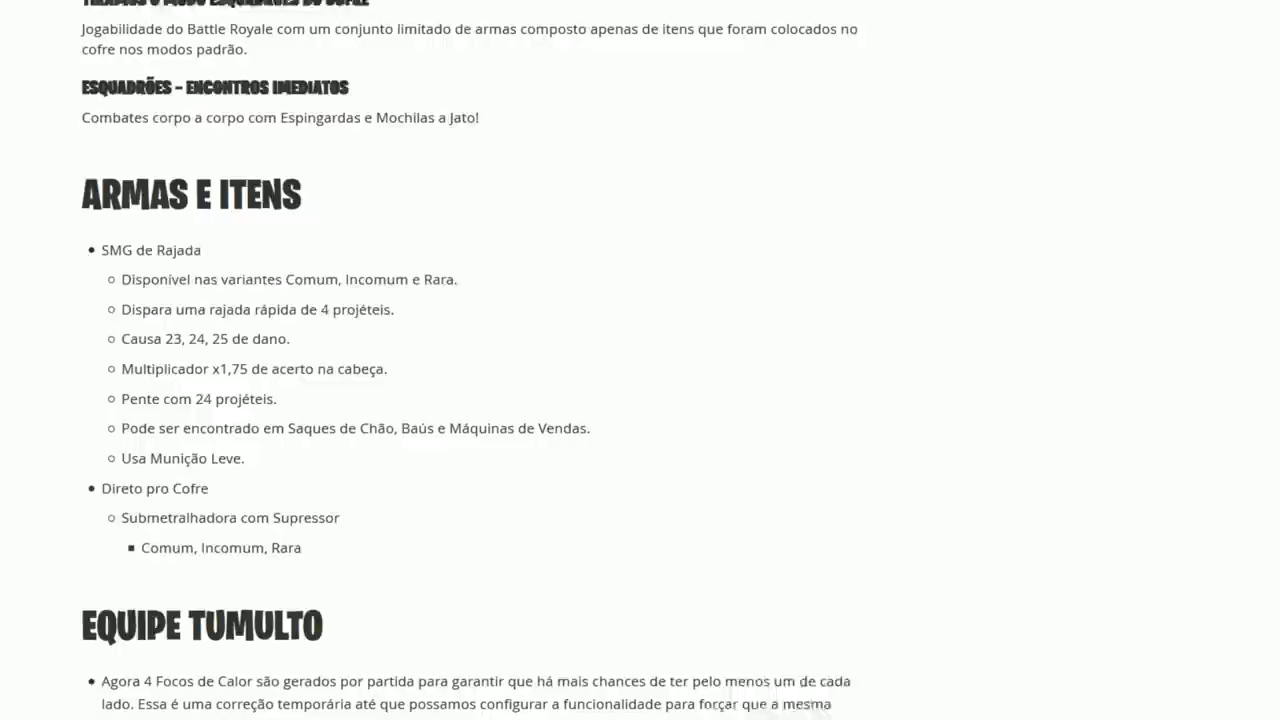 TIRAMOS O MODO ESQUADRÕES DO COFRE
Jogabilidade do Battle Royale com um conjunto limitado de armas composto apenas de itens que foram colocados no
cofre nos modos padrão.
ESQUADRÕES – ENCONTROS IMEDIATOS
Combates corpo a corpo com Espingardas e Mochilas a Jato!
ARMAS E ITENS
SMG de Rajada
Disponível nas variantes Comum, Incomum e Rara.
Dispara uma rajada rápida de 4 projéteis.
Causa 23, 24, 25 de dano.
Multiplicador x1,75 de acerto na cabeça.
Pente com 24 projéteis.
Pode ser encontrado em Saques de Chão, Baús e Máquinas de Vendas.
Usa Munição Leve.
Direto pro Cofre
Submetralhadora com Supressor
Comum, Incomum, Rara
EQUIPE TUMULTO
Agora 4 Focos de Calor são gerados por partida para garantir que há mais chances de ter pelo menos um de cada
lado. Essa é uma correção temporária até que possamos configurar a funcionalidade para forçar que a mesma